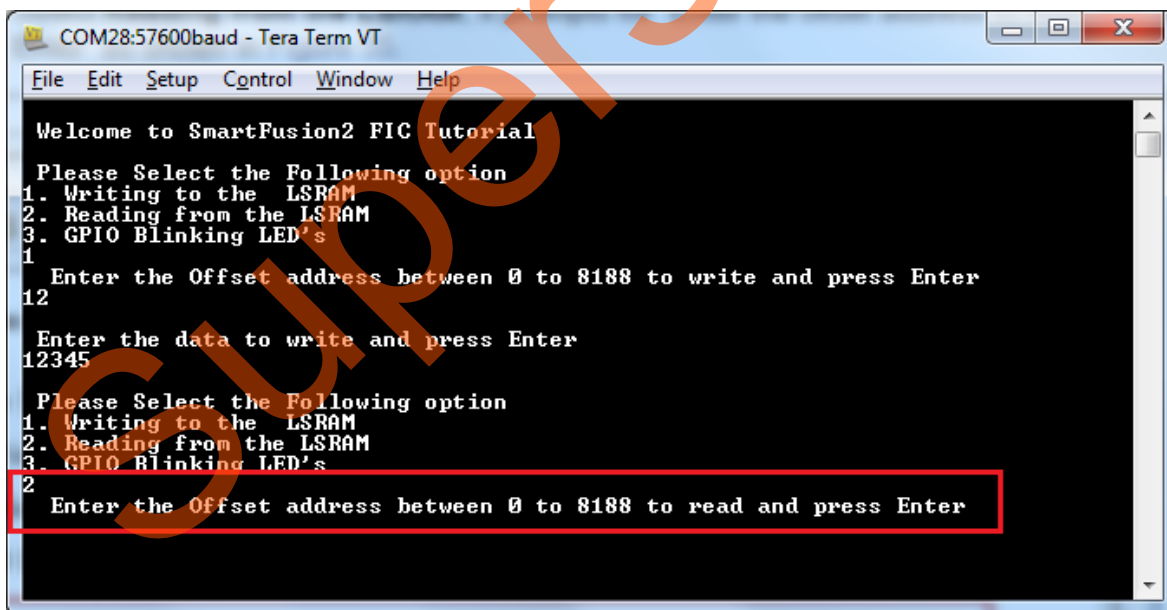 COM28:57600baud - Tera Term VT
File Edit Setup Control Window Help
Welcome to SmartFusion2 FIC Tutorial
Please Select the Following option
1. Writing to the LSRAM
2. Reading from the LSRAM
3. GPIO Blinking LED's
1
Enter the Offset address between 0 to 8188 to write and press Enter
12
Enter the data to write and press Enter
12345
Please Select the Following option
1. Writing to the LSRAM
2. Reading from the LSRAM
3. GPIO Blinking LED's
2
Enter the Offset address between 0 to 8188 to read and press Enter
Supers